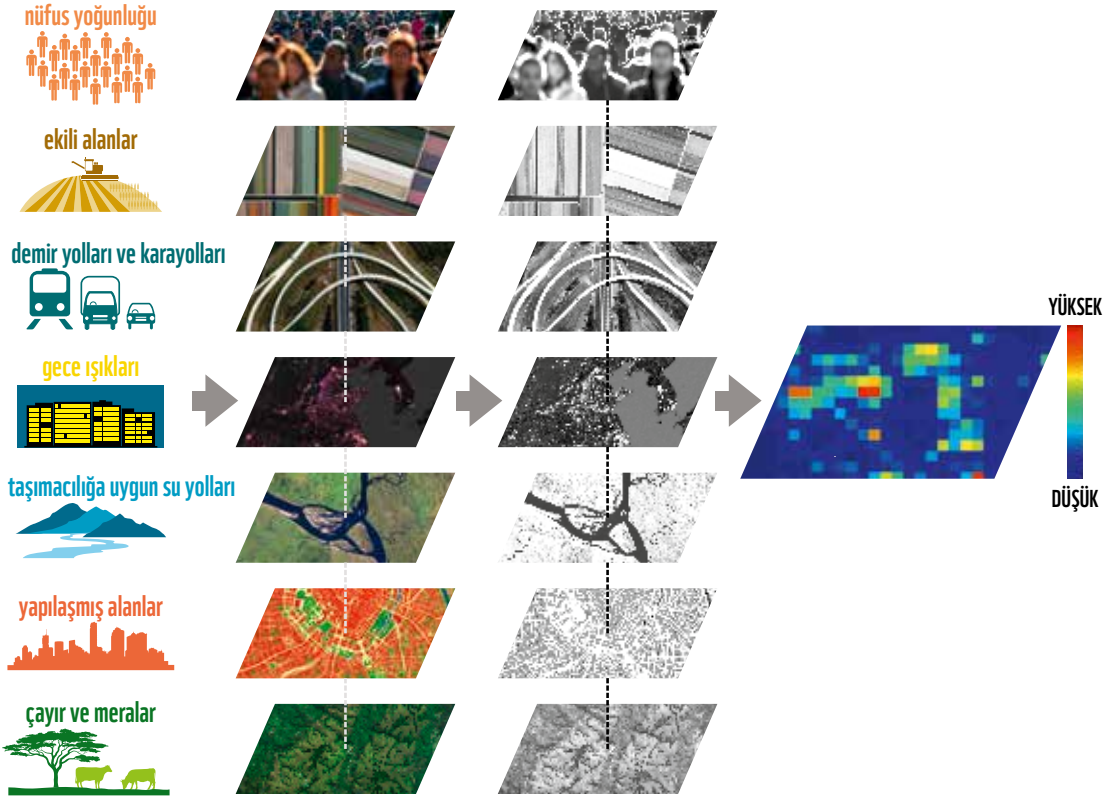 nüfus yoğunluğu
ekili alanlar
demir yolları ve karayolları
gece ışıkları
taşımacılığa uygun su yolları
yapılaşmış alanlar
çayır ve meralar
YÜKSEK
DÜŞÜK